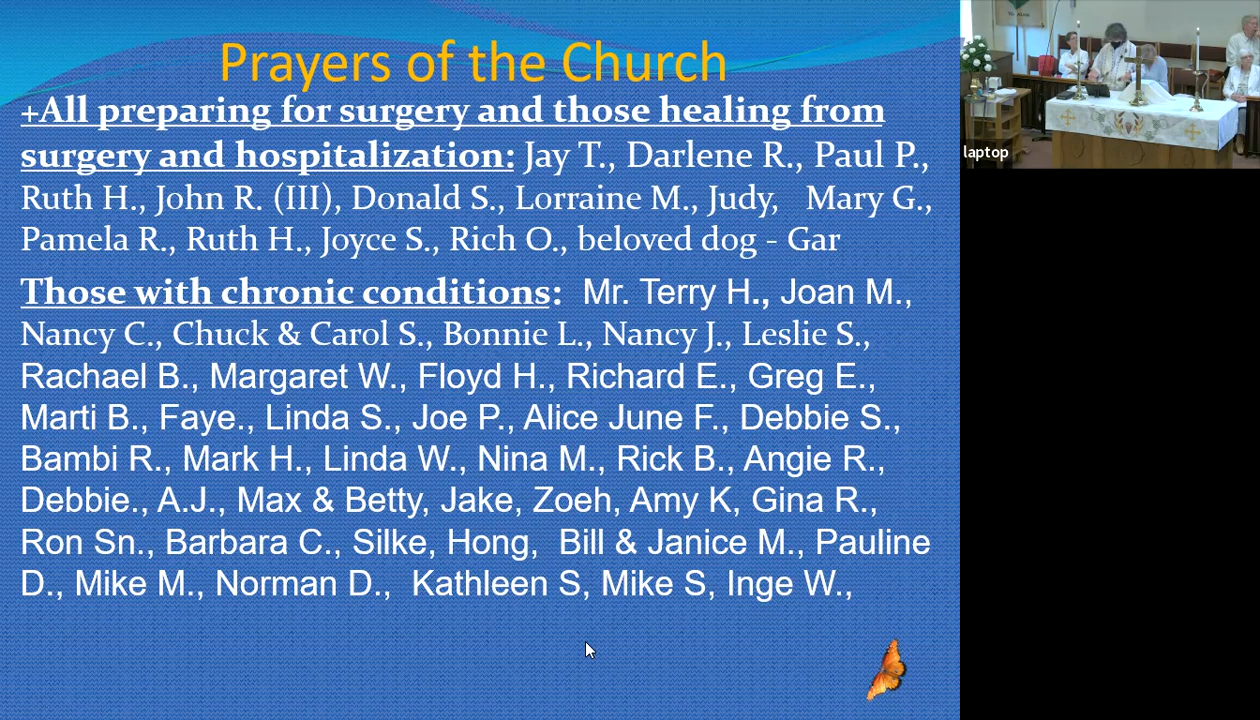 Prayers of the Church
+All preparing for surgery and those healing from
surgery and hospitalization: Jay T., Darlene R., Paul P.,
Ruth H., John R. (III), Donald S., Lorraine M., Judy, Mary G.,
Pamela R., Ruth H., Joyce S., Rich O., beloved dog - Gar
Those with chronic conditions: Mr. Terry H., Joan M.,
Nancy C., Chuck & Carol S., Bonnie L., Nancy J., Leslie S.,
Rachael B., Margaret W., Floyd H., Richard E., Greg E.,
Marti B., Faye., Linda S., Joe P., Alice June F., Debbie S.,
Bambi R., Mark H., Linda W., Nina M., Rick B., Angie R.,
Debbie., A.J., Max & Betty, Jake, Zoeh, Amy K, Gina R.,
Ron Sn., Barbara C., Silke, Hong, Bill & Janice M., Pauline
D., Mike M., Norman D., Kathleen S, Mike S, Inge W.,
laptop